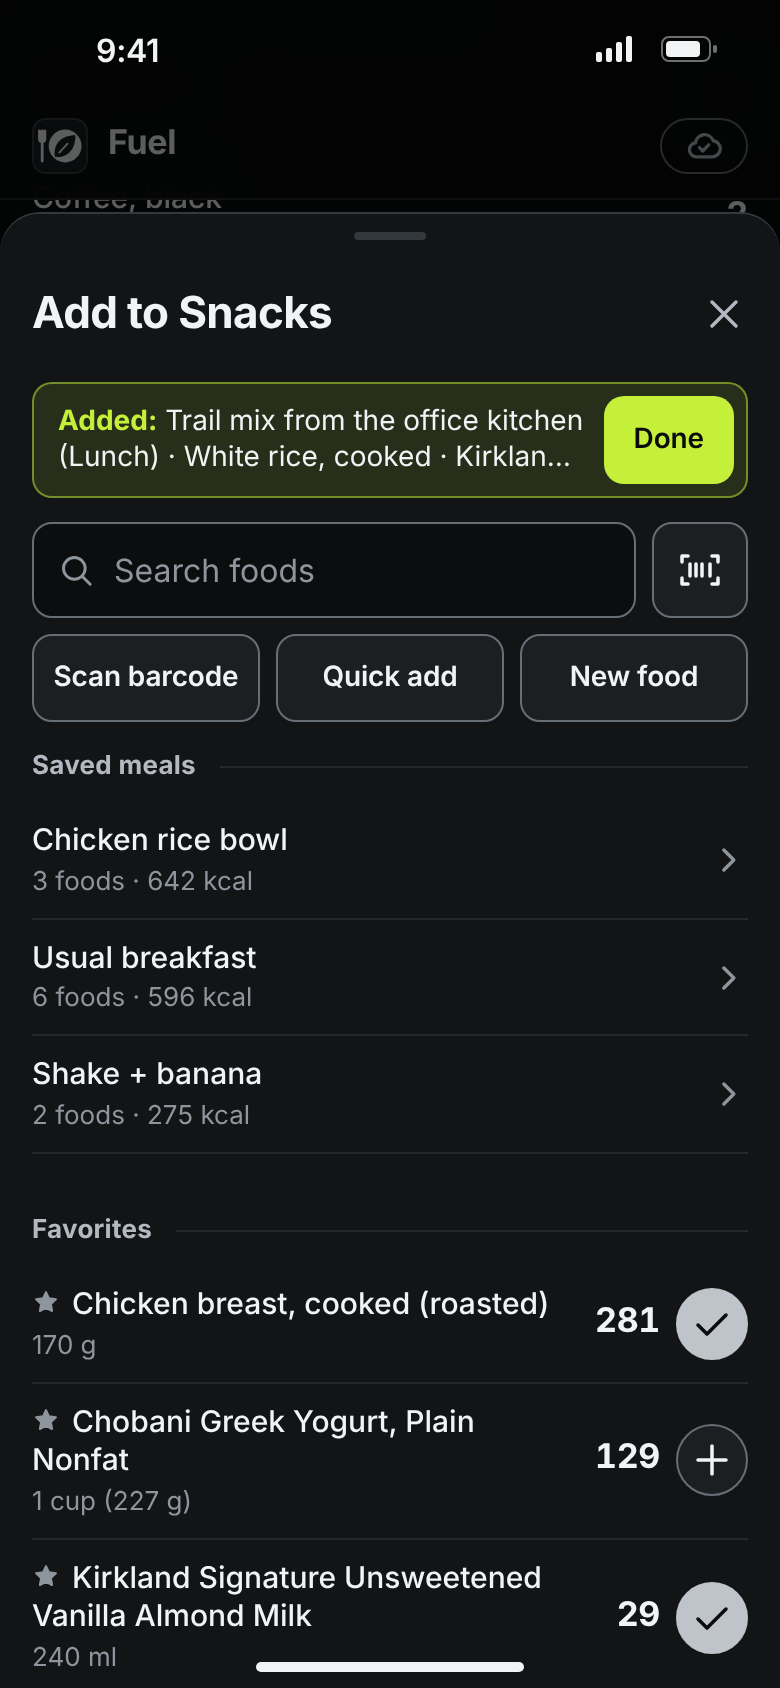 9:41
Fuel
Coffee, black
2
Add to Snacks
Added: Trail mix from the office kitchen
(Lunch) · White rice, cooked · Kirklan...
Done
Search foods
Scan barcode
Quick add
New food
Saved meals
Chicken rice bowl
3 foods · 642 kcal
Usual breakfast
6 foods · 596 kcal
Shake + banana
2 foods · 275 kcal
Favorites
Chicken breast, cooked (roasted)
281
170 g
Chobani Greek Yogurt, Plain
Nonfat
129
1 cup (227 g)
Kirkland Signature Unsweetened
Vanilla Almond Milk
29
240 ml